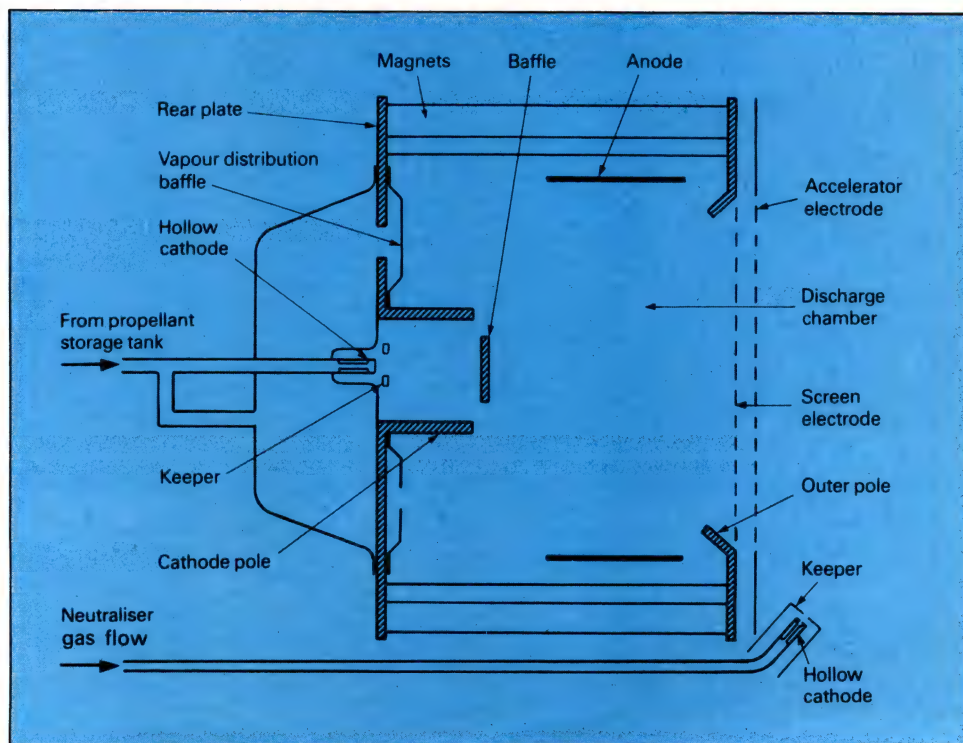 Magnets
Baffle
Anode
Rear plate
Vapour distribution
baffle
Hollow
cathode
From propellant
storage tank
Keeper
Cathode pole
Neutraliser
gas flow
Accelerator
electrode
Discharge
chamber
Screen
electrode
Outer pole
Keeper
Hollow
cathode